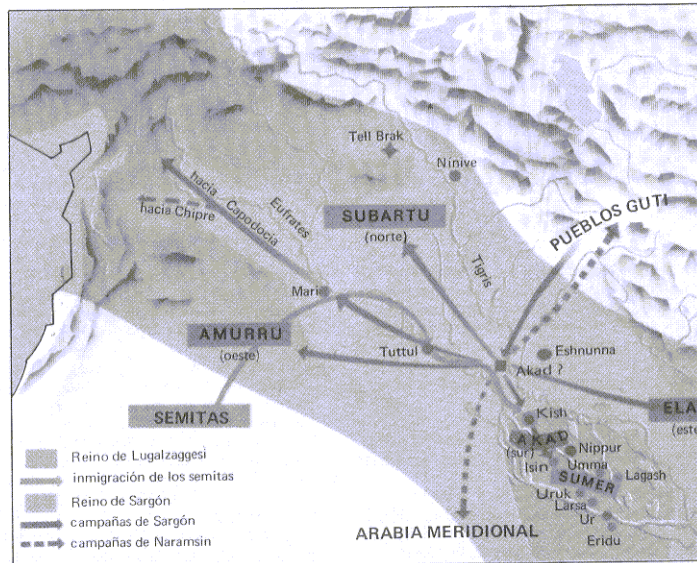 Tell Brak
Nínive
hacia Capodocia
hacia Chipre
Eufrates
SUBARTU
(norte)
Tigris
PUEBLOS GUTI
Mari
AMURRU
(oeste)
Tuttul
Eshnunna
Akad ?
SEMITAS
ELA
(este
Kish
AKAD
(sur)
Nippur
Isin
Umma
Lagash
SUMER
Uruk
Larsa
Ur
Eridu
ARABIA MERIDIONAL
Reino de Lugalzaggesi
inmigración de los semitas
Reino de Sargón
campañas de Sargón
campañas de Naramsin